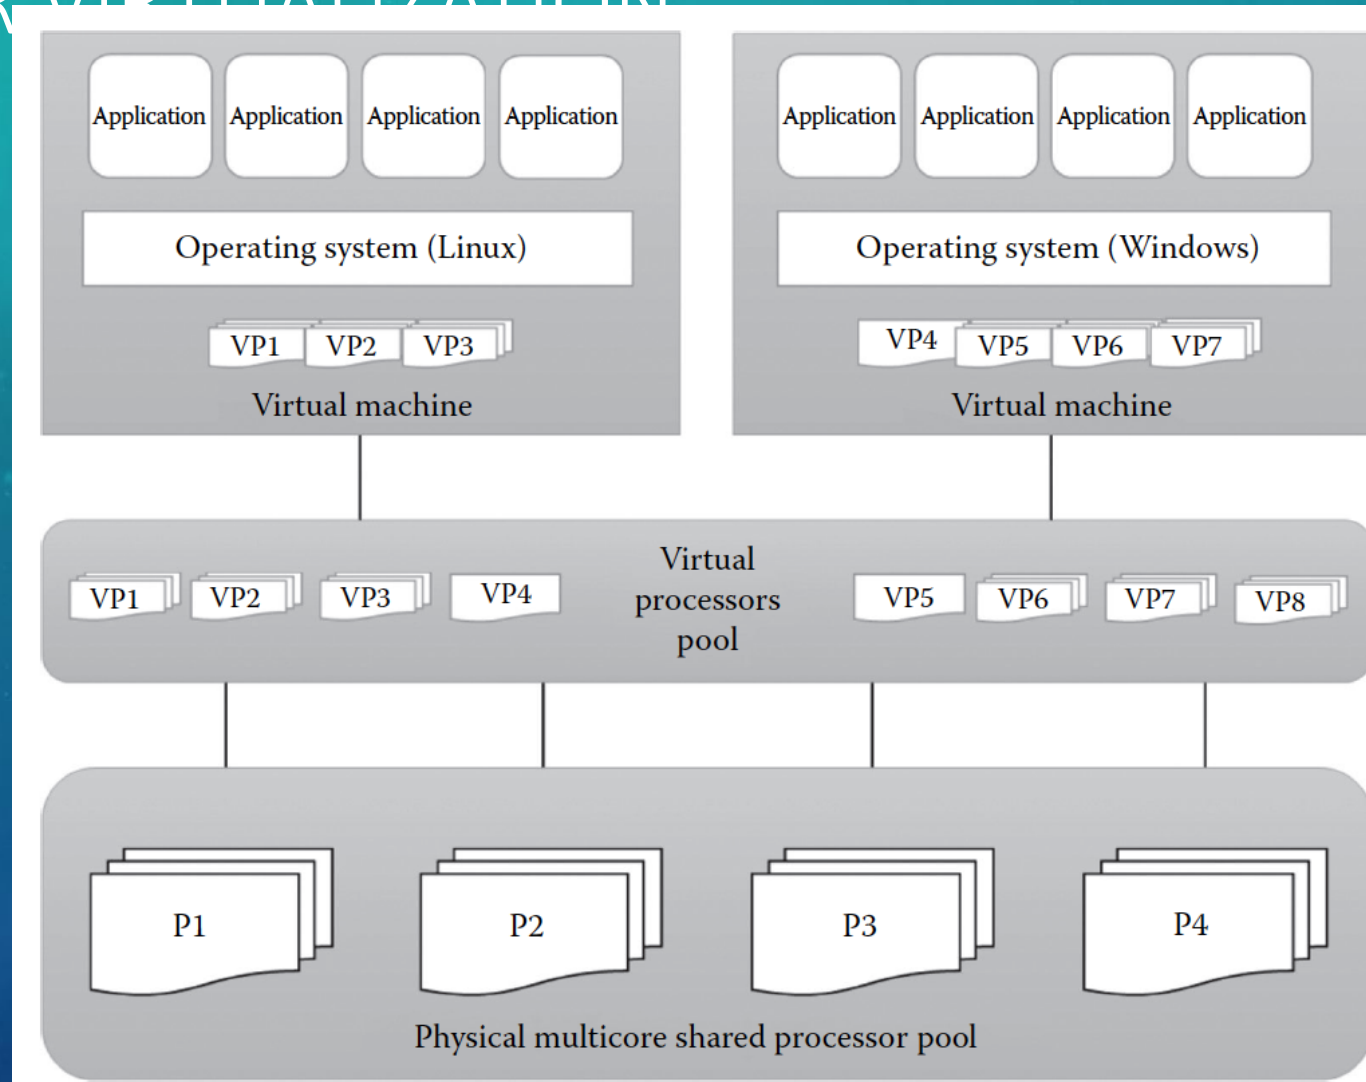 VIRTUALIZATION
Application Application Application Application
Operating system (Linux)
VP1 VP2 VP3
Virtual machine
Application Application Application Application
Operating system (Windows)
VP4 VP5 VP6 VP7
Virtual machine
VP1 VP2 VP3 VP4
Virtual
processors
pool
VP5 VP6 VP7 VP8
P1 P2 P3 P4
Physical multicore shared processor pool